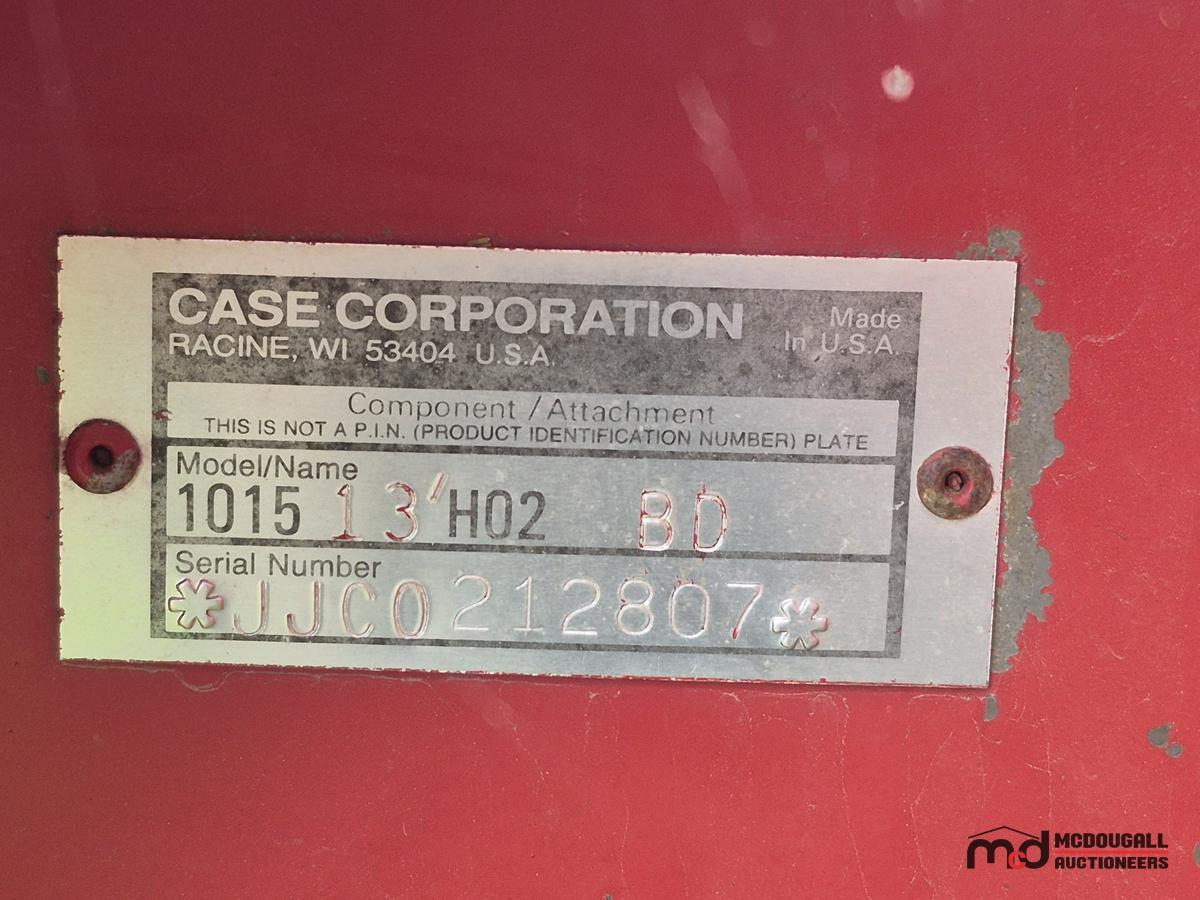 CASE CORPORATION
RACINE, WI 53404 U.S.A.
Made
In U.S.A.
Component / Attachment
THIS IS NOT A P.I.N. (PRODUCT IDENTIFICATION NUMBER) PLATE
Model/Name
1015 13' H02 BD
Serial Number
*JJC0212807*
md MCDOUGALL
AUCTIONEERS